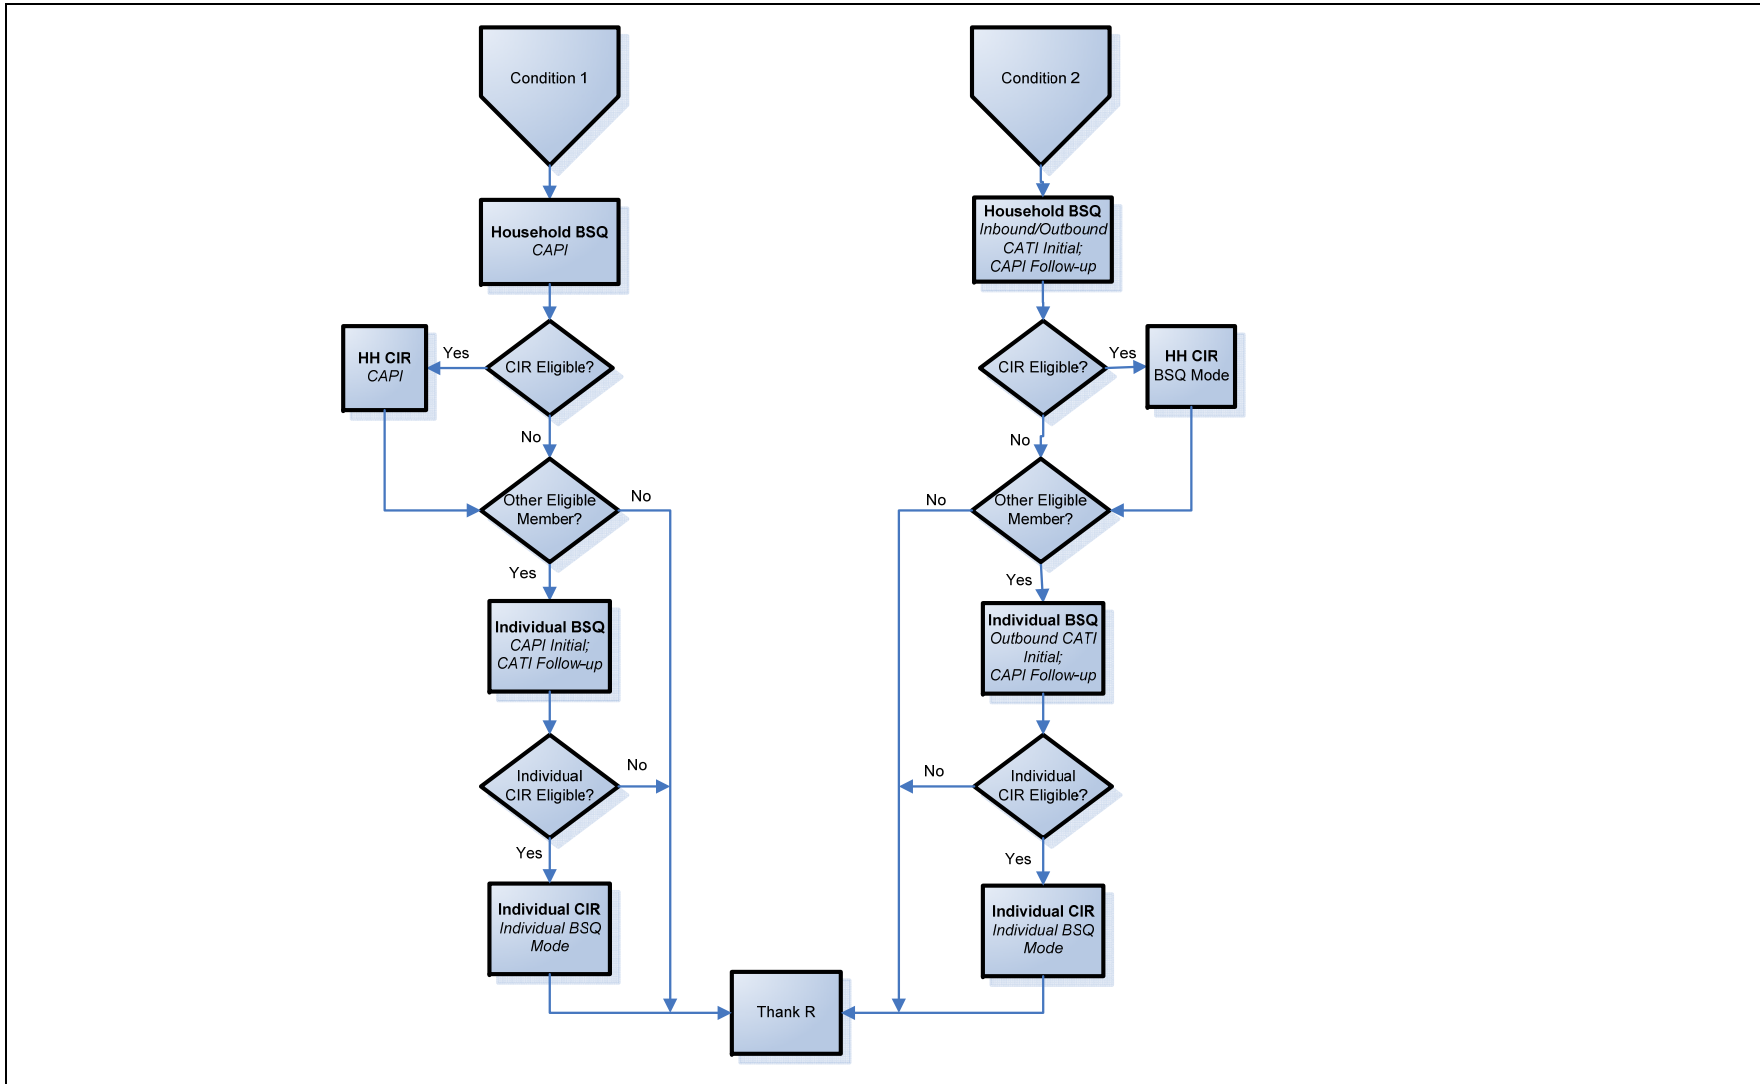 Condition 1
Household BSQ
CAPI
CIR Eligible?
Yes
HH CIR
CAPI
No
Other Eligible
Member?
No
Yes
Individual BSQ
CAPI Initial;
CATI Follow-up
Individual
CIR Eligible?
No
Yes
Individual CIR
Individual BSQ
Mode
Condition 2
Household BSQ
Inbound/Outbound
CATI Initial;
CAPI Follow-up
CIR Eligible?
Yes
HH CIR
BSQ Mode
No
Other Eligible
Member?
No
Yes
Individual BSQ
Outbound CATI
Initial;
CAPI Follow-up
Individual
CIR Eligible?
No
Yes
Individual CIR
Individual BSQ
Mode
Thank R